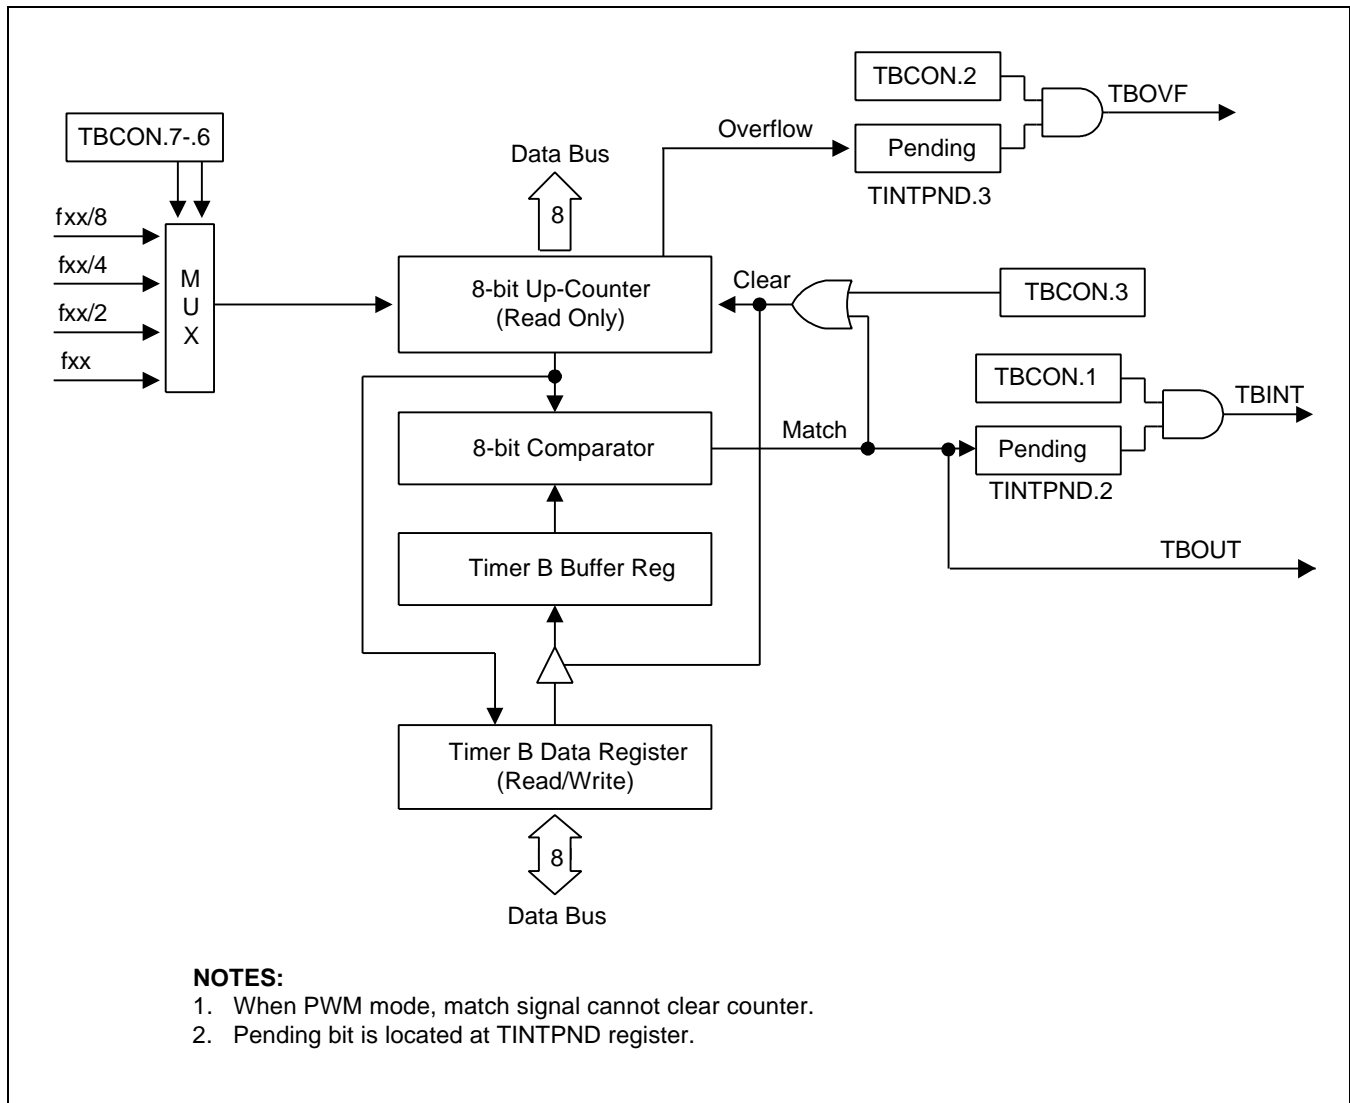 TBCON.2
TBOVF
TBCON.7-.6
Overflow
Pending
Data Bus
TINTPND.3
8
fxx/8
fxx/4
fxx/2
fxx
M
U
X
8-bit Up-Counter
(Read Only)
Clear
TBCON.3
TBCON.1
TBINT
8-bit Comparator
Match
Pending
TINTPND.2
TBOUT
Timer B Buffer Reg
Timer B Data Register
(Read/Write)
8
Data Bus
NOTES:
1. When PWM mode, match signal cannot clear counter.
2. Pending bit is located at TINTPND register.